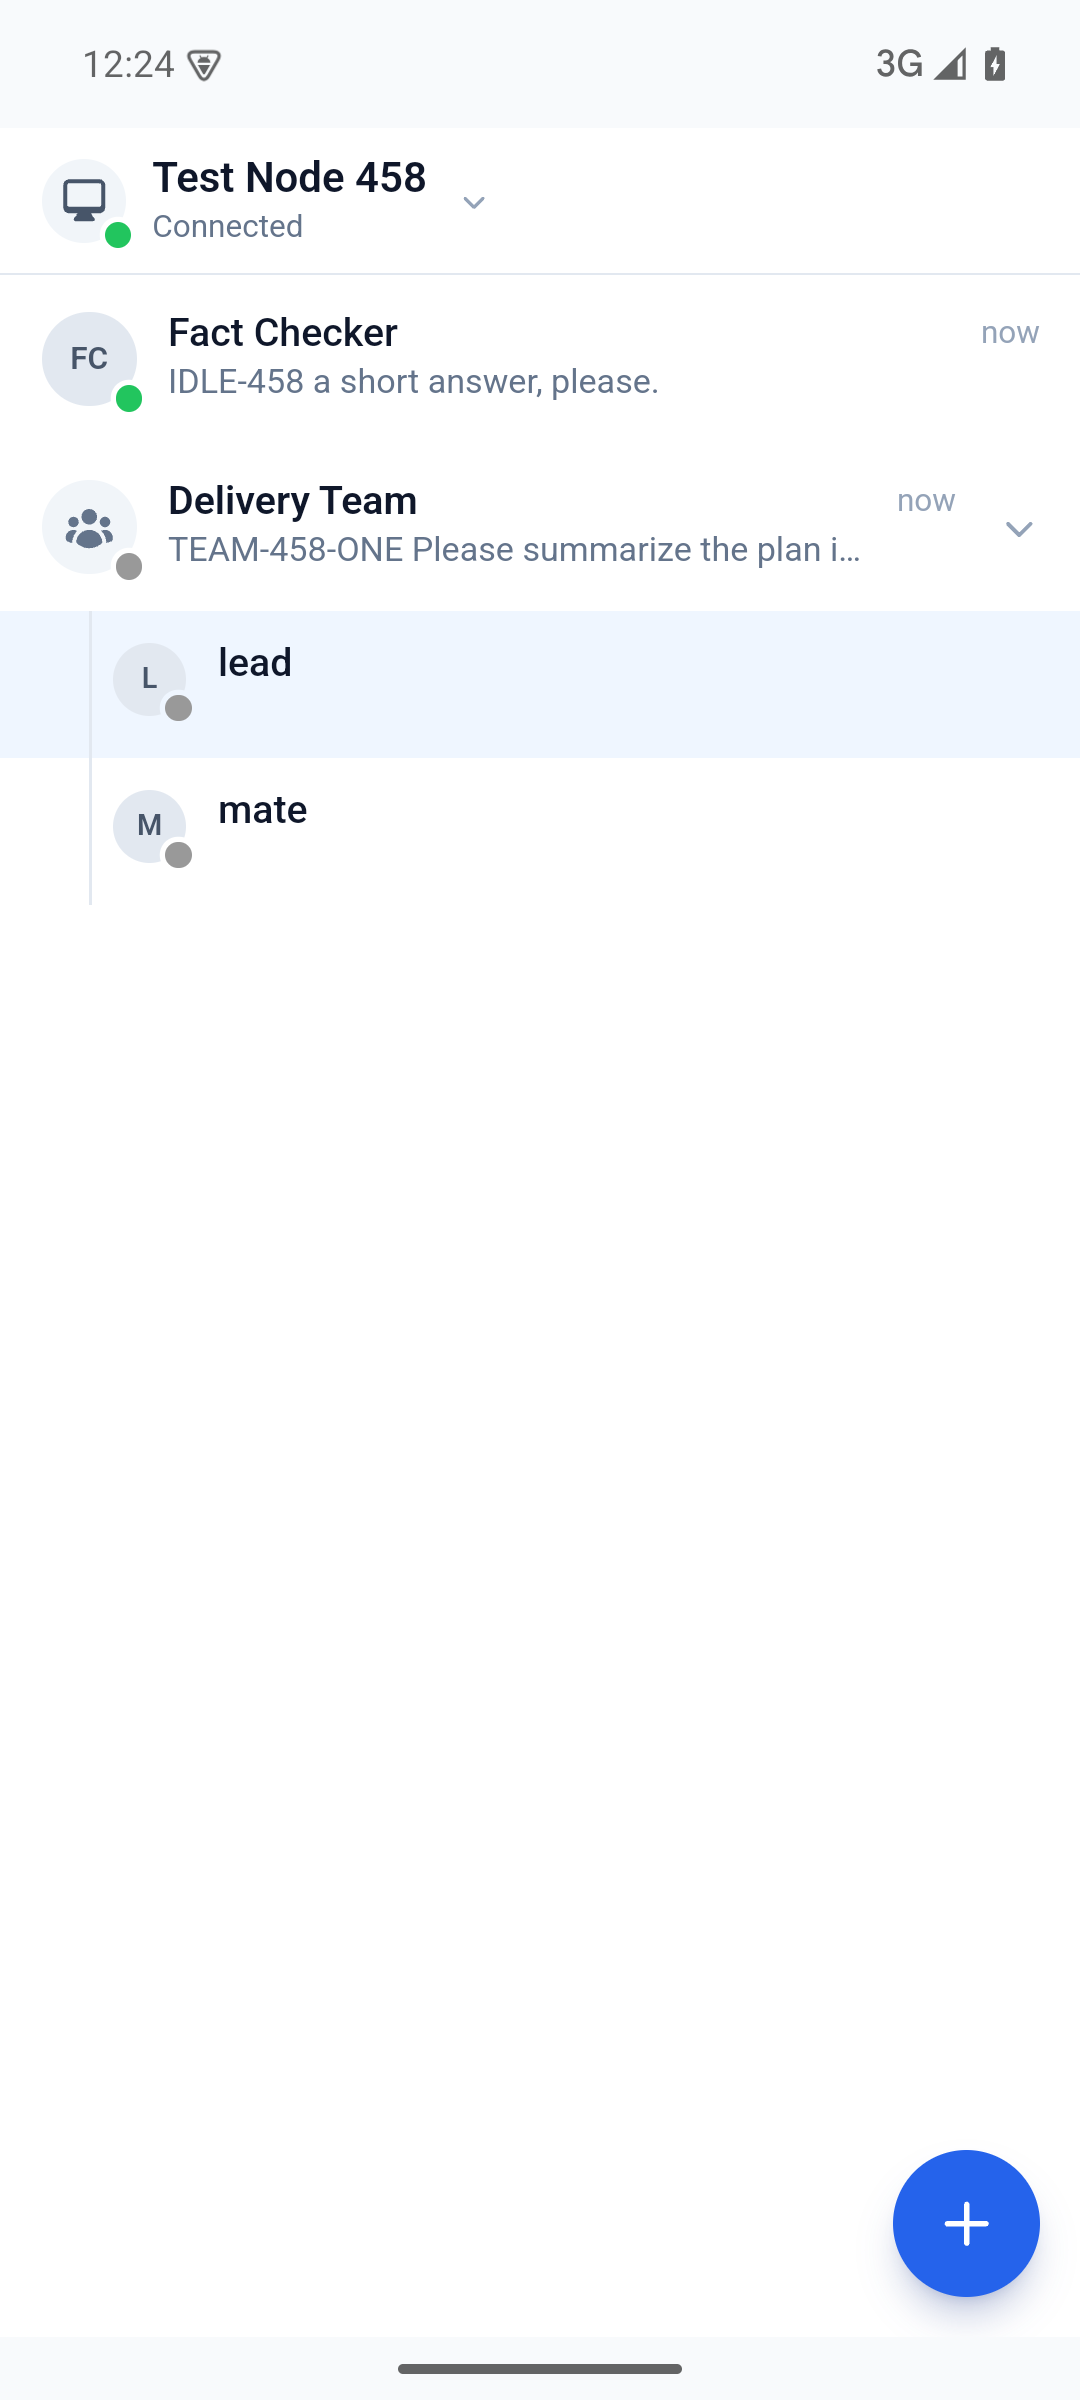 12:24
3G
Test Node 458
Connected
FC
Fact Checker
now
IDLE-458 a short answer, please.
Delivery Team
now
TEAM-458-ONE Please summarize the plan i…
L
lead
M
mate